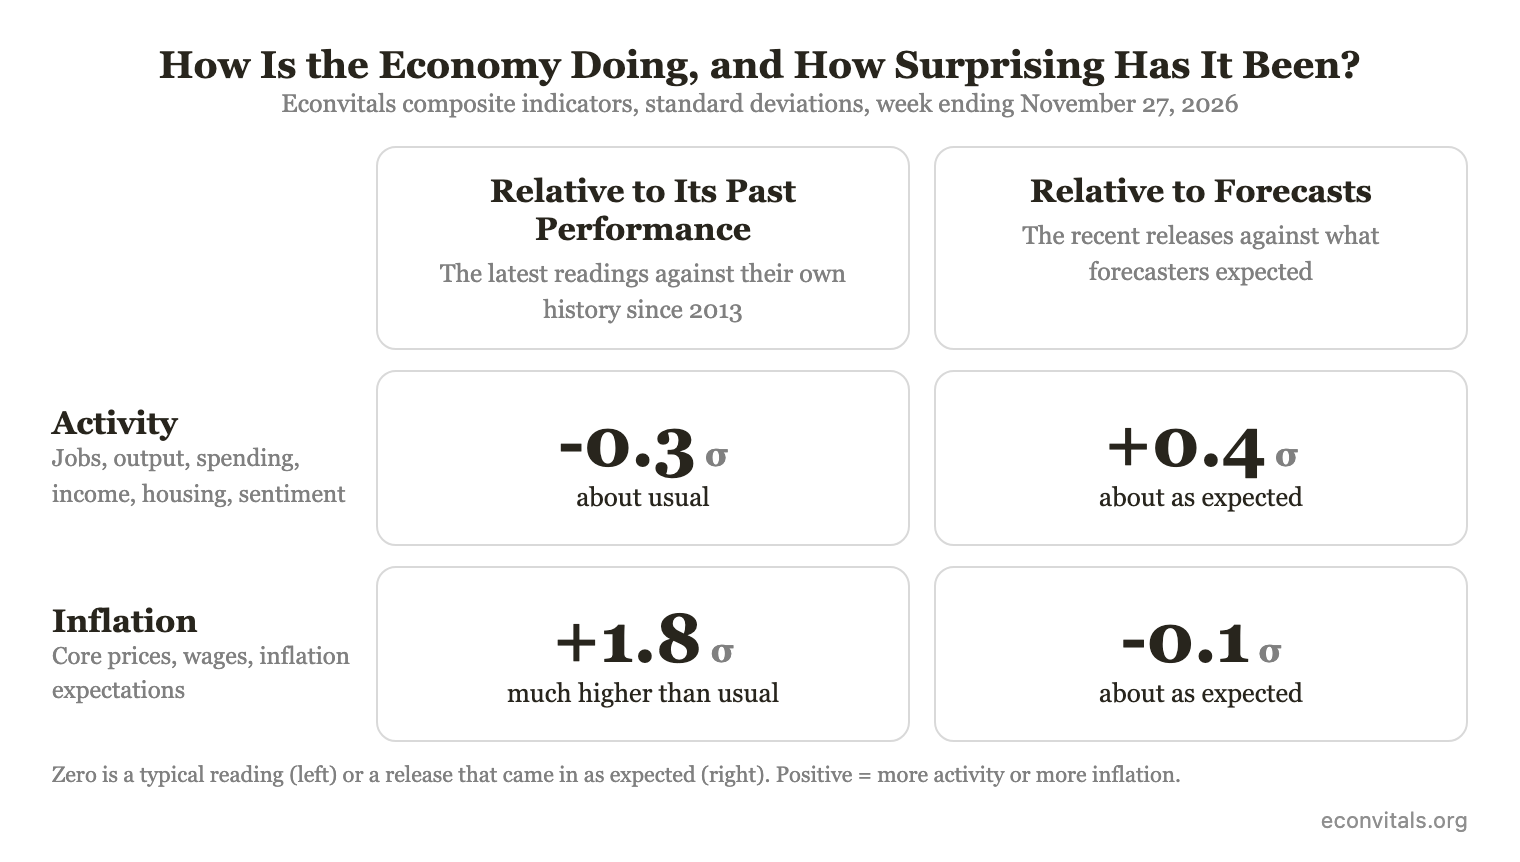 How Is the Economy Doing, and How Surprising Has It Been?
Econvitals composite indicators, standard deviations, week ending November 27, 2026
Relative to Its Past
Performance
The latest readings against their own
history since 2013
Relative to Forecasts
The recent releases against what
forecasters expected
Activity
Jobs, output, spending,
income, housing, sentiment
-0.3 σ
about usual
+0.4 σ
about as expected
Inflation
Core prices, wages, inflation
expectations
+1.8 σ
much higher than usual
-0.1 σ
about as expected
Zero is a typical reading (left) or a release that came in as expected (right). Positive = more activity or more inflation.
econvitals.org